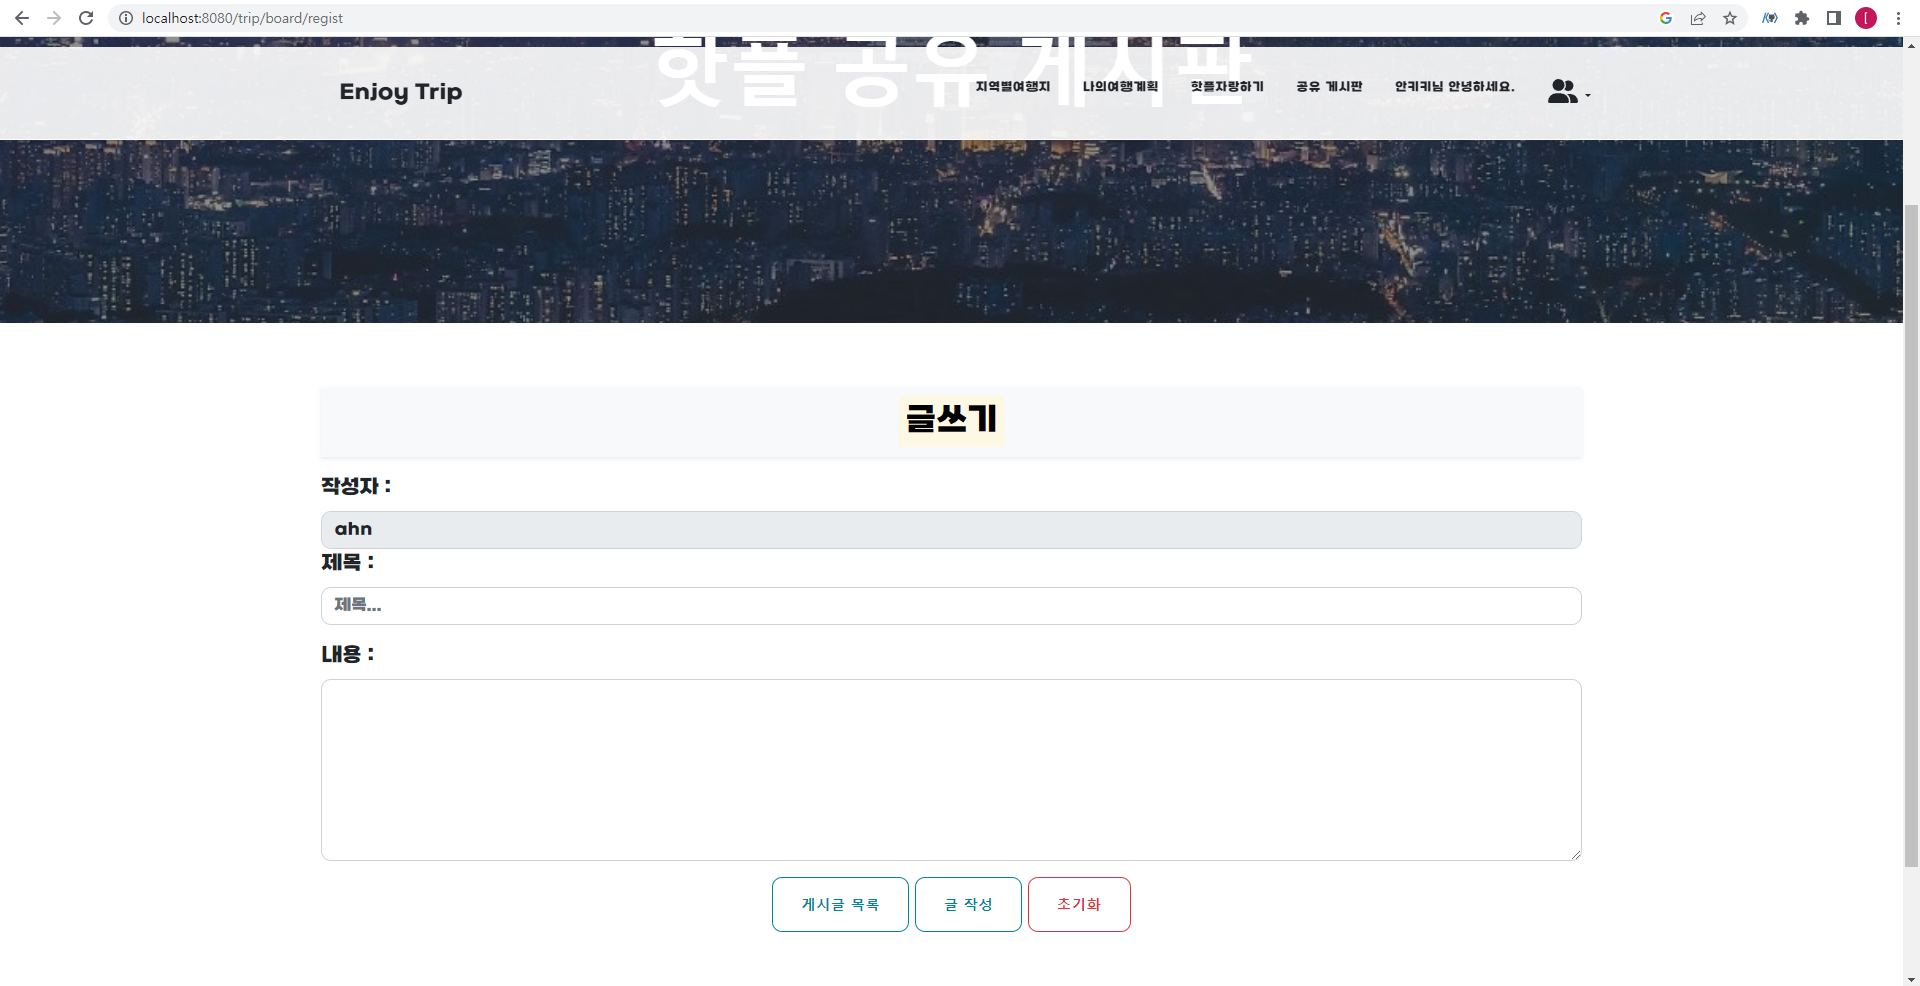 localhost:8080/trip/board/regist
핫플 공유 게시판
Enjoy Trip
지역별여행지 나의여행계획 핫플자랑하기 공유 게시판 안키키님 안녕하세요.
글쓰기
작성자 :
ahn
제목 :
제목...
내용 :
게시글 목록 글 작성 초기화